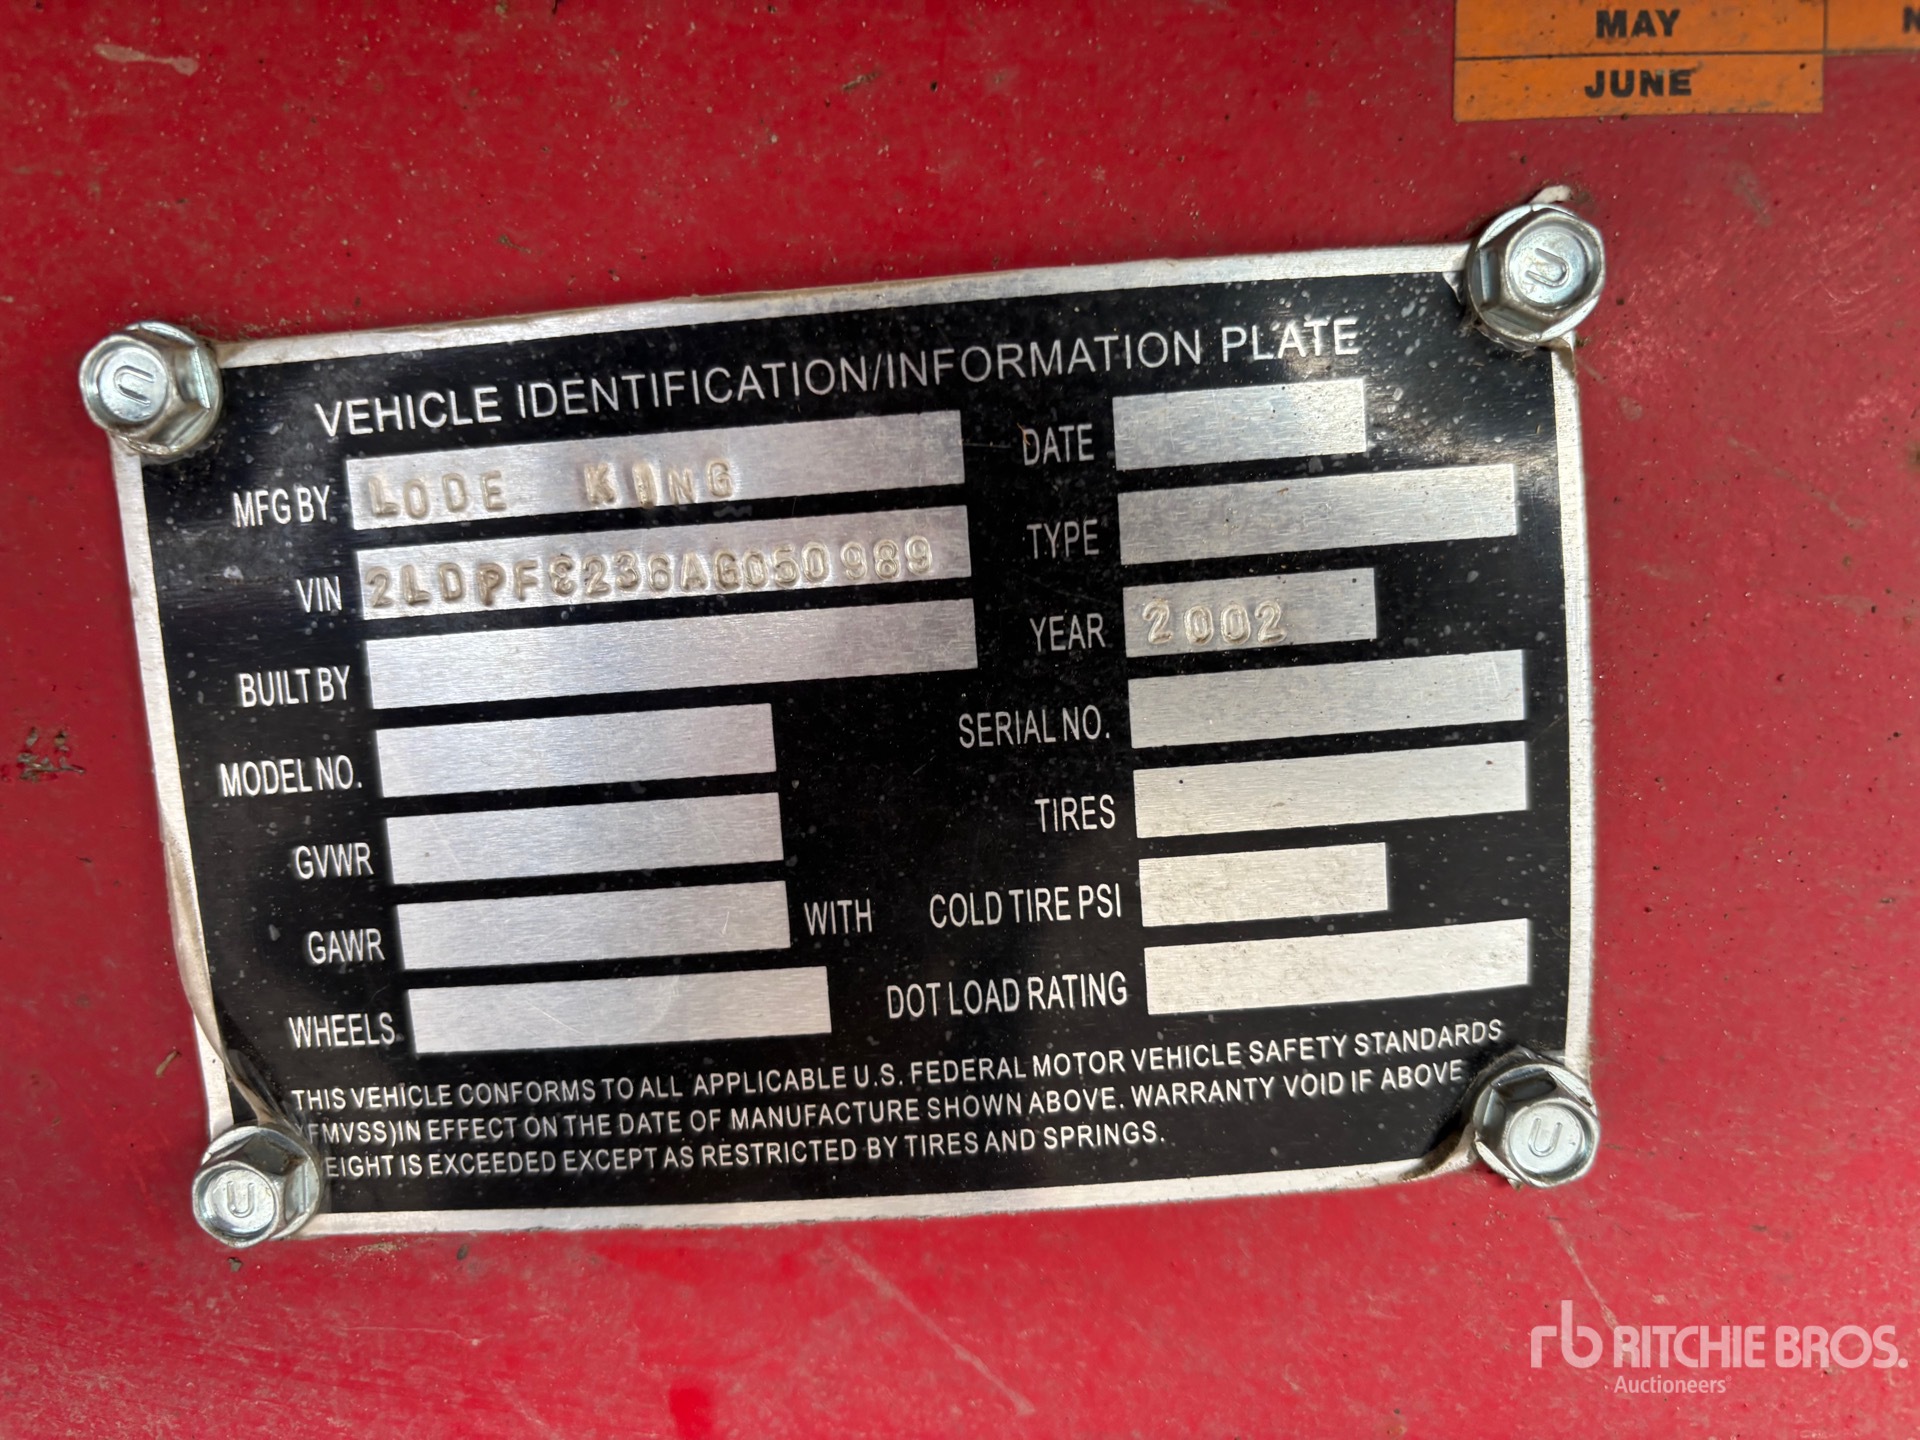 MAY
JUNE
N
VEHICLE IDENTIFICATION/INFORMATION PLATE
MFG BY LODE KING
DATE
VIN 2LDPF3236AG050989
TYPE
BUILT BY
YEAR 2002
MODEL NO.
SERIAL NO.
GVWR
TIRES
GAWR
WITH COLD TIRE PSI
WHEELS
DOT LOAD RATING
THIS VEHICLE CONFORMS TO ALL APPLICABLE U.S. FEDERAL MOTOR VEHICLE SAFETY STANDARDS
(FMVSS)IN EFFECT ON THE DATE OF MANUFACTURE SHOWN ABOVE. WARRANTY VOID IF ABOVE
EIGHT IS EXCEEDED EXCEPT AS RESTRICTED BY TIRES AND SPRINGS.
rb RITCHIE BROS.
Auctioneers